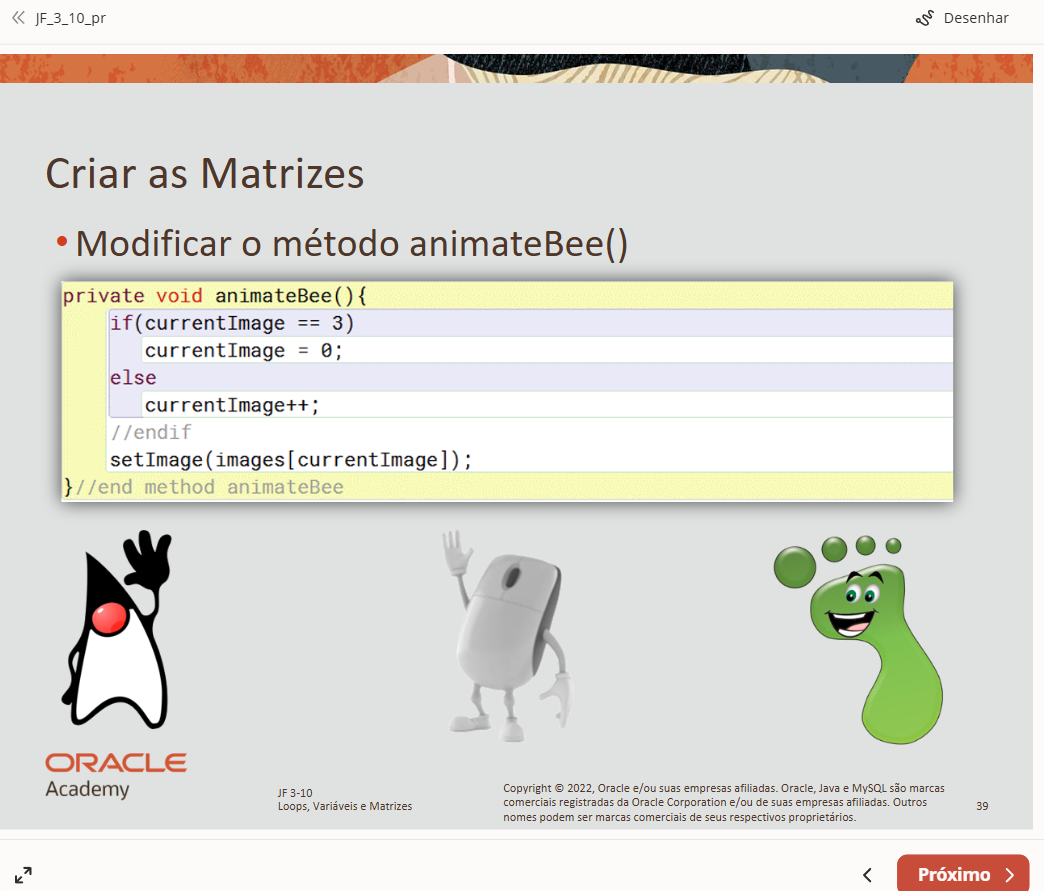 JF_3_10_pr
Desenhar
Criar as Matrizes
• Modificar o método animateBee()
private void animateBee(){
if(currentImage == 3)
currentImage = 0;
else
currentImage++;
//endif
setImage(images[currentImage]);
}//end method animateBee
ORACLE
Academy
JF 3-10
Loops, Variáveis e Matrizes
Copyright © 2022, Oracle e/ou suas empresas afiliadas. Oracle, Java e MySQL são marcas
comerciais registradas da Oracle Corporation e/ou de suas empresas afiliadas. Outros
nomes podem ser marcas comerciais de seus respectivos proprietários.
39
Próximo